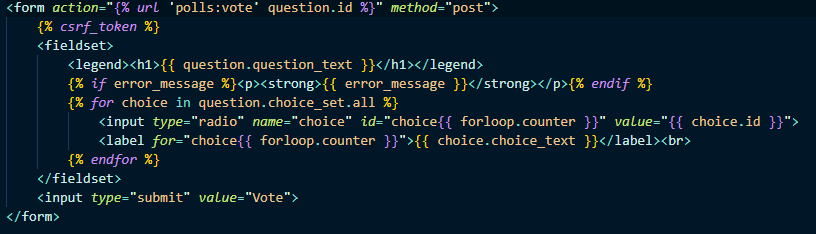 <form action="{% url 'polls:vote' question.id %}" method="post">
{% csrf_token %}
<fieldset>
<legend><h1>{{ question.question_text }}</h1></legend>
{% if error_message %}<p><strong>{{ error_message }}</strong></p>{% endif %}
{% for choice in question.choice_set.all %}
<input type="radio" name="choice" id="choice{{ forloop.counter }}" value="{{ choice.id }}">
<label for="choice{{ forloop.counter }}">{{ choice.choice_text }}</label><br>
{% endfor %}
</fieldset>
<input type="submit" value="Vote">
</form>